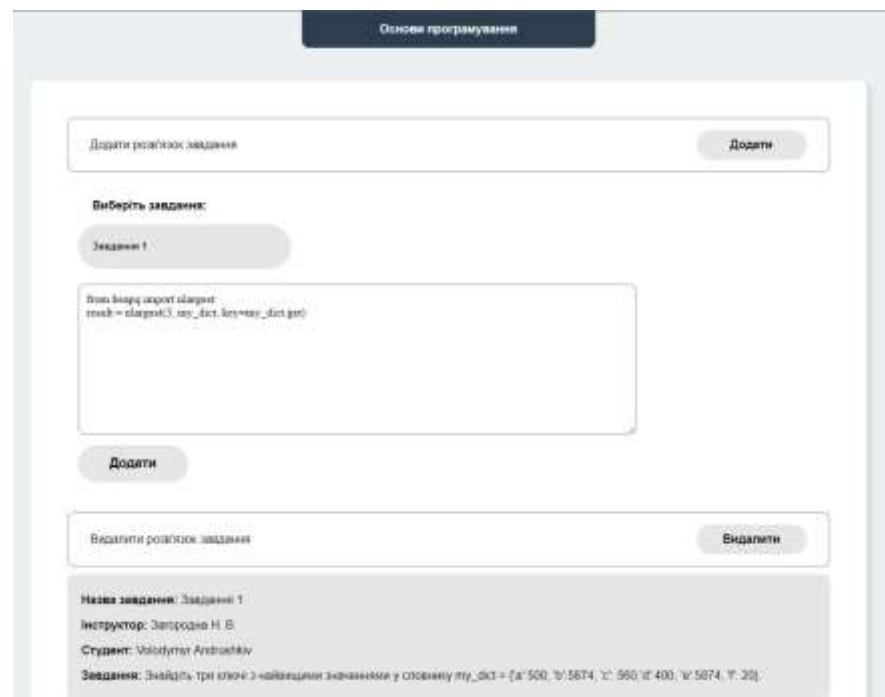 Основи програмування
Додати розв'язок завдання
Додати
Виберіть завдання:
Завдання 1
from heapq import nlargest
result = nlargest(3, my_dict, key=my_dict.get)
Додати
Видалити розв'язок завдання
Видалити
Назва завдання: Завдання 1
Інструктор: Загородна Н. В.
Студент: Volodymyr Andrushkiv
Завдання: Знайдіть три ключі з найвищими значеннями у словнику my_dict = {'a':500, 'b':5874, 'c': 560,'d':400, 'e':5874, 'f': 20}.